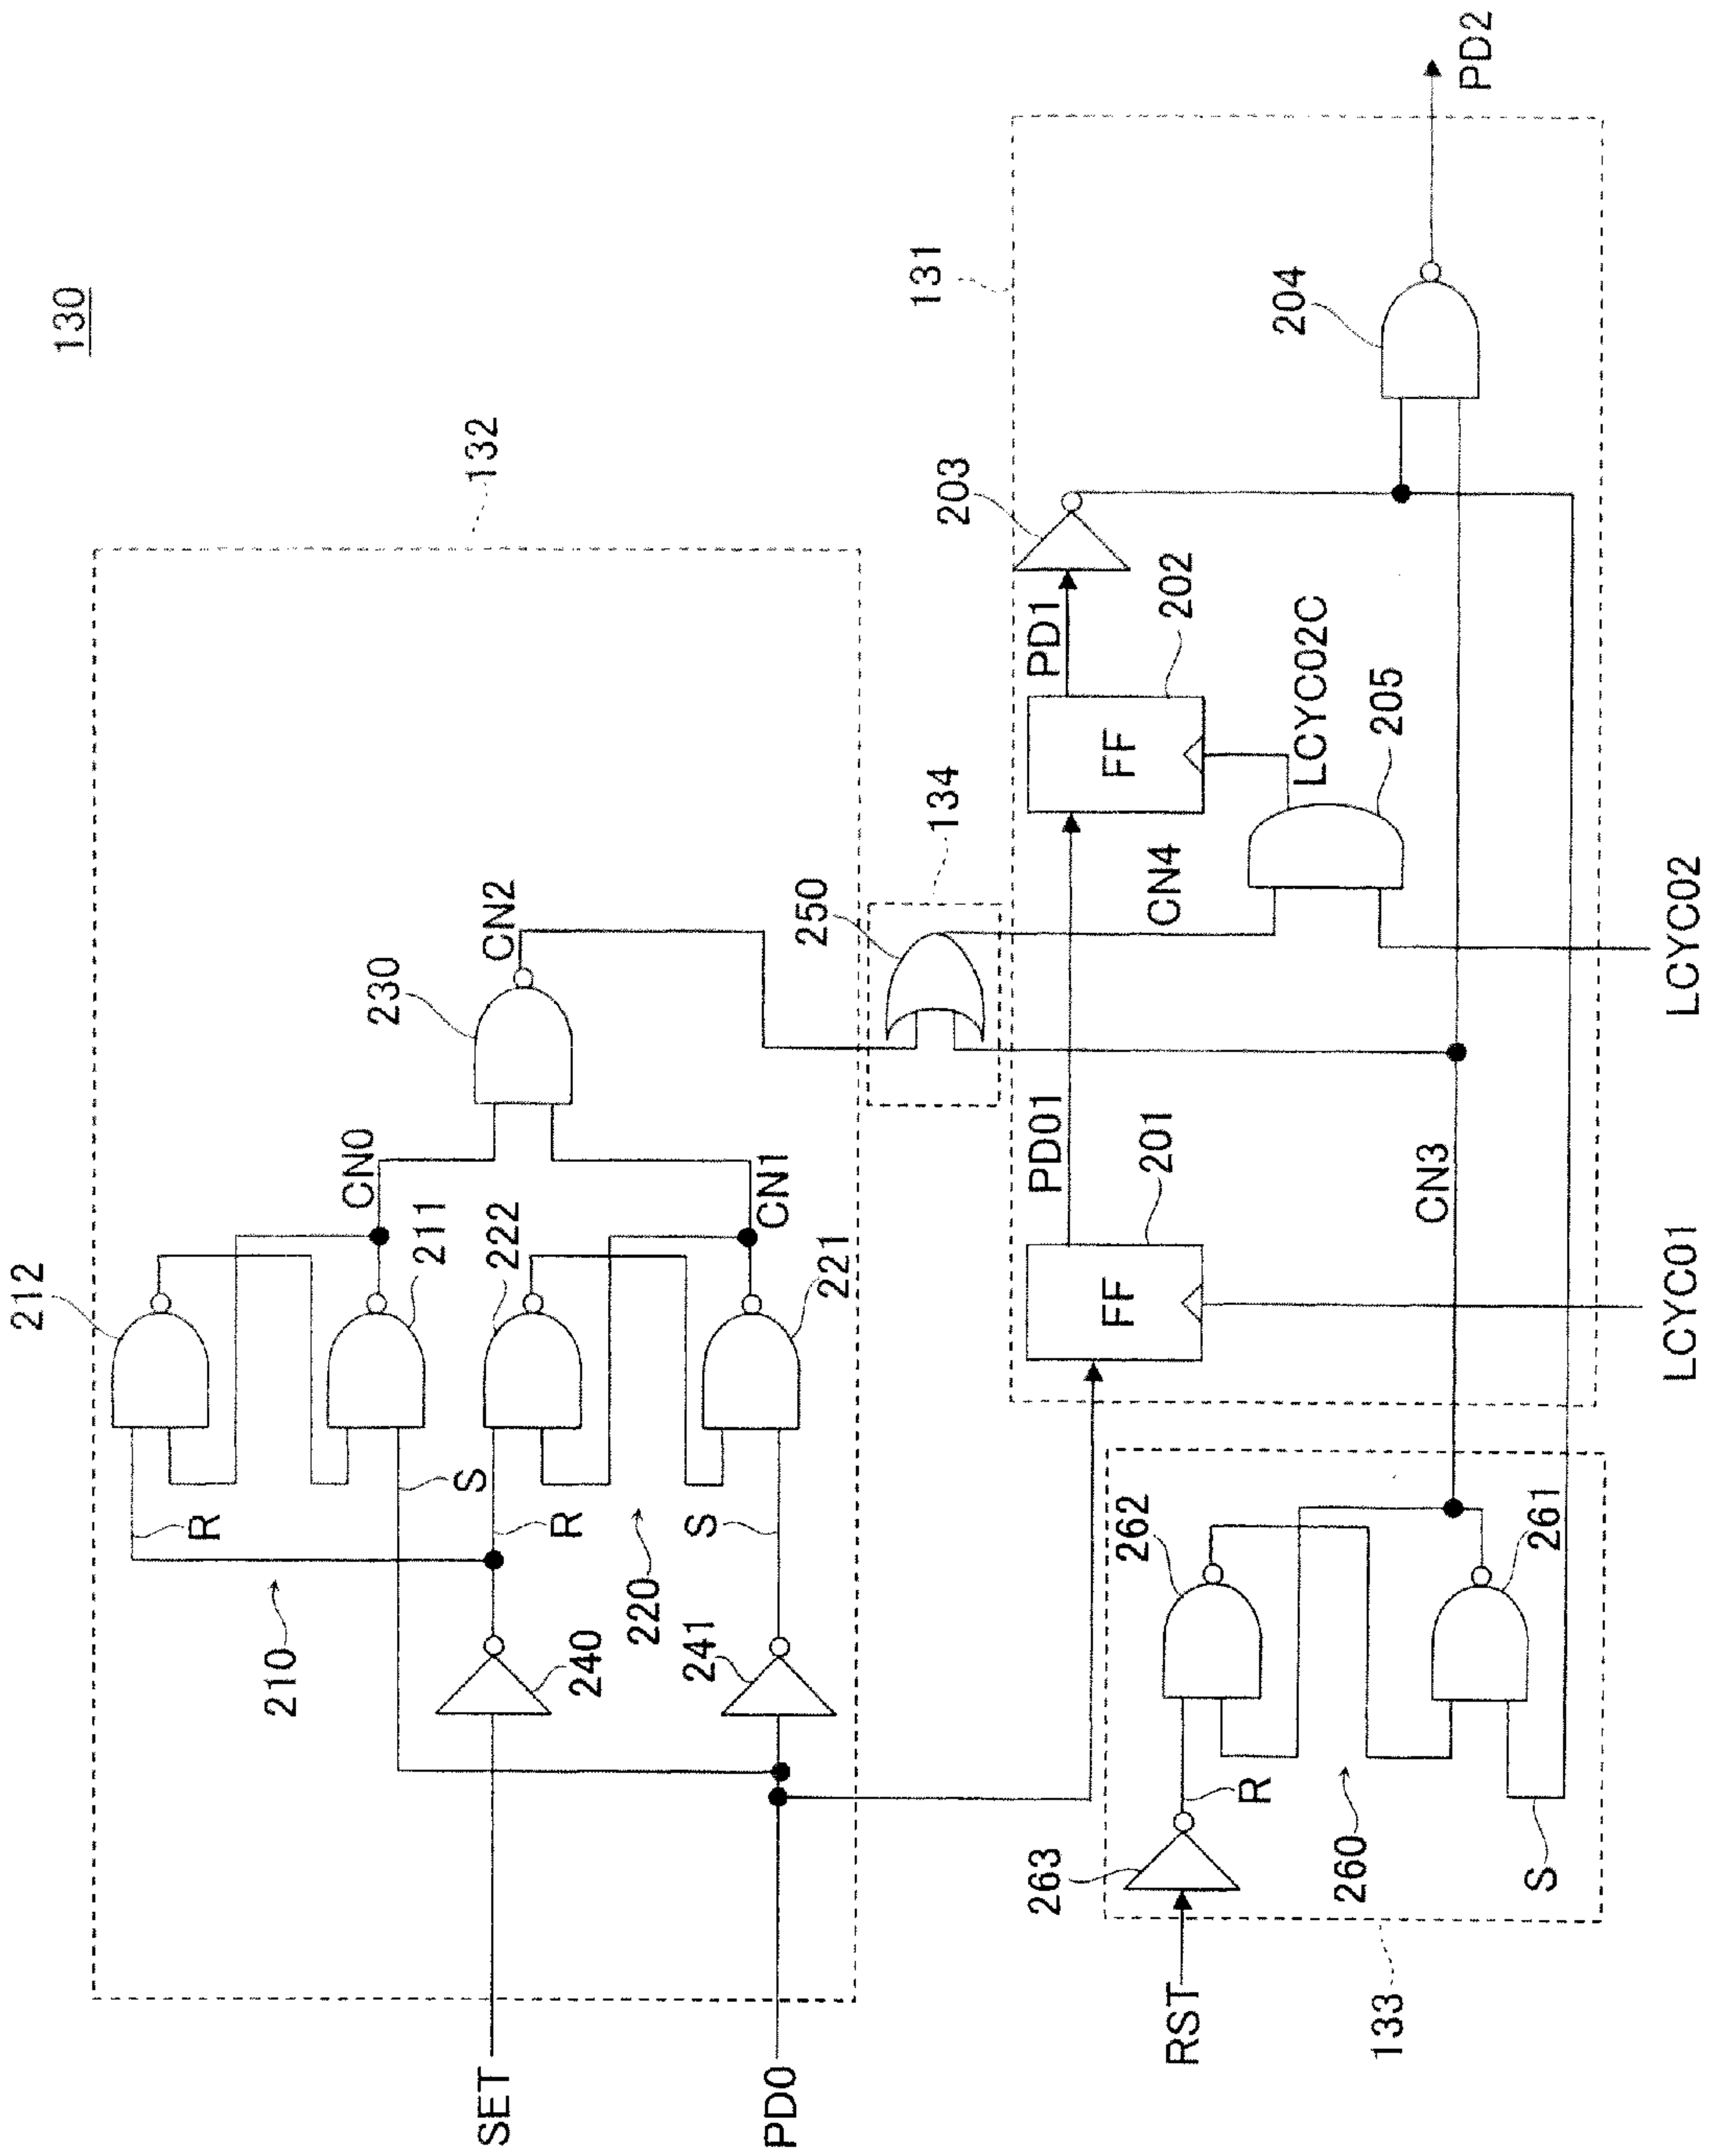 130
132
212
CN0
211
230
CN2
R
S
222
210
R
CN1
220
S
221
240
241
SET
PD0
134
250
131
203
PD1
202
FF
LCYC02C
205
CN4
204
PD2
PD01
201
FF
CN3
LCYC02
LCYC01
262
261
263
R
260
S
RST
133